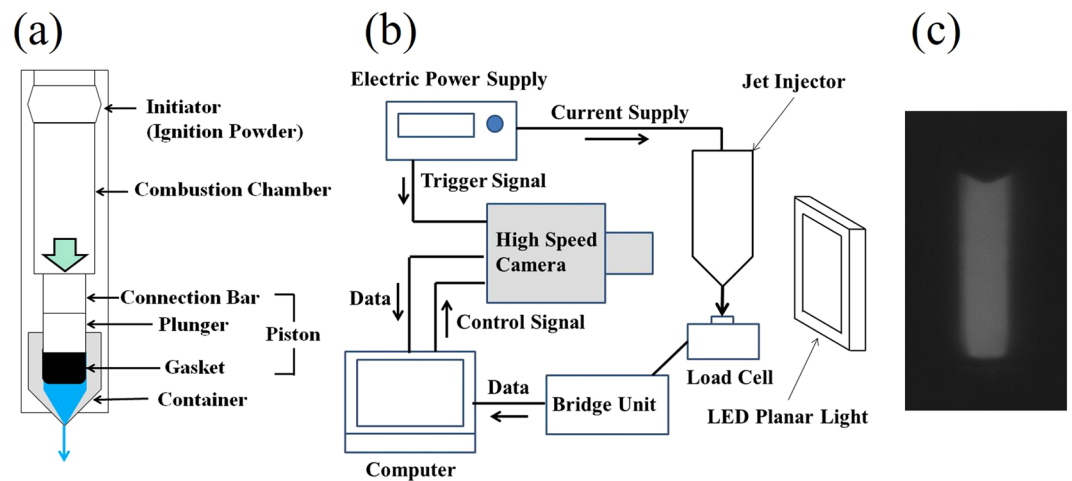 (a)
Initiator
(Ignition Powder)
Combustion Chamber
Connection Bar
Plunger
Piston
Gasket
Container
(b)
Electric Power Supply
Current Supply
Jet Injector
Trigger Signal
High Speed
Camera
Data
Control Signal
Load Cell
Data
Bridge Unit
LED Planar Light
Computer
(c)